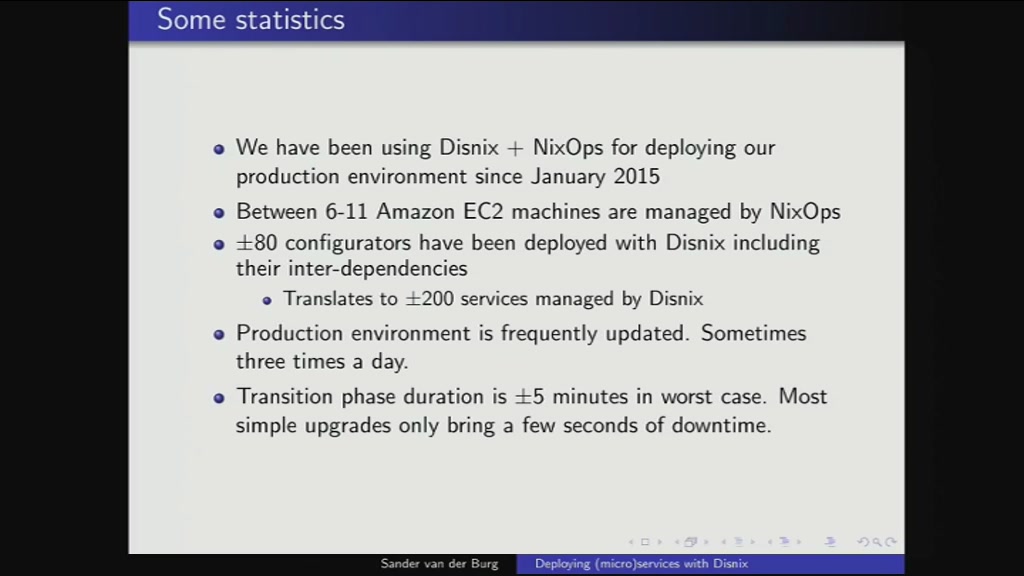 Some statistics
We have been using Disnix + NixOps for deploying our
production environment since January 2015
Between 6-11 Amazon EC2 machines are managed by NixOps
±80 configurators have been deployed with Disnix including
their inter-dependencies
Translates to ±200 services managed by Disnix
Production environment is frequently updated. Sometimes
three times a day.
Transition phase duration is ±5 minutes in worst case. Most
simple upgrades only bring a few seconds of downtime.
Sander van der Burg
Deploying (micro)services with Disnix